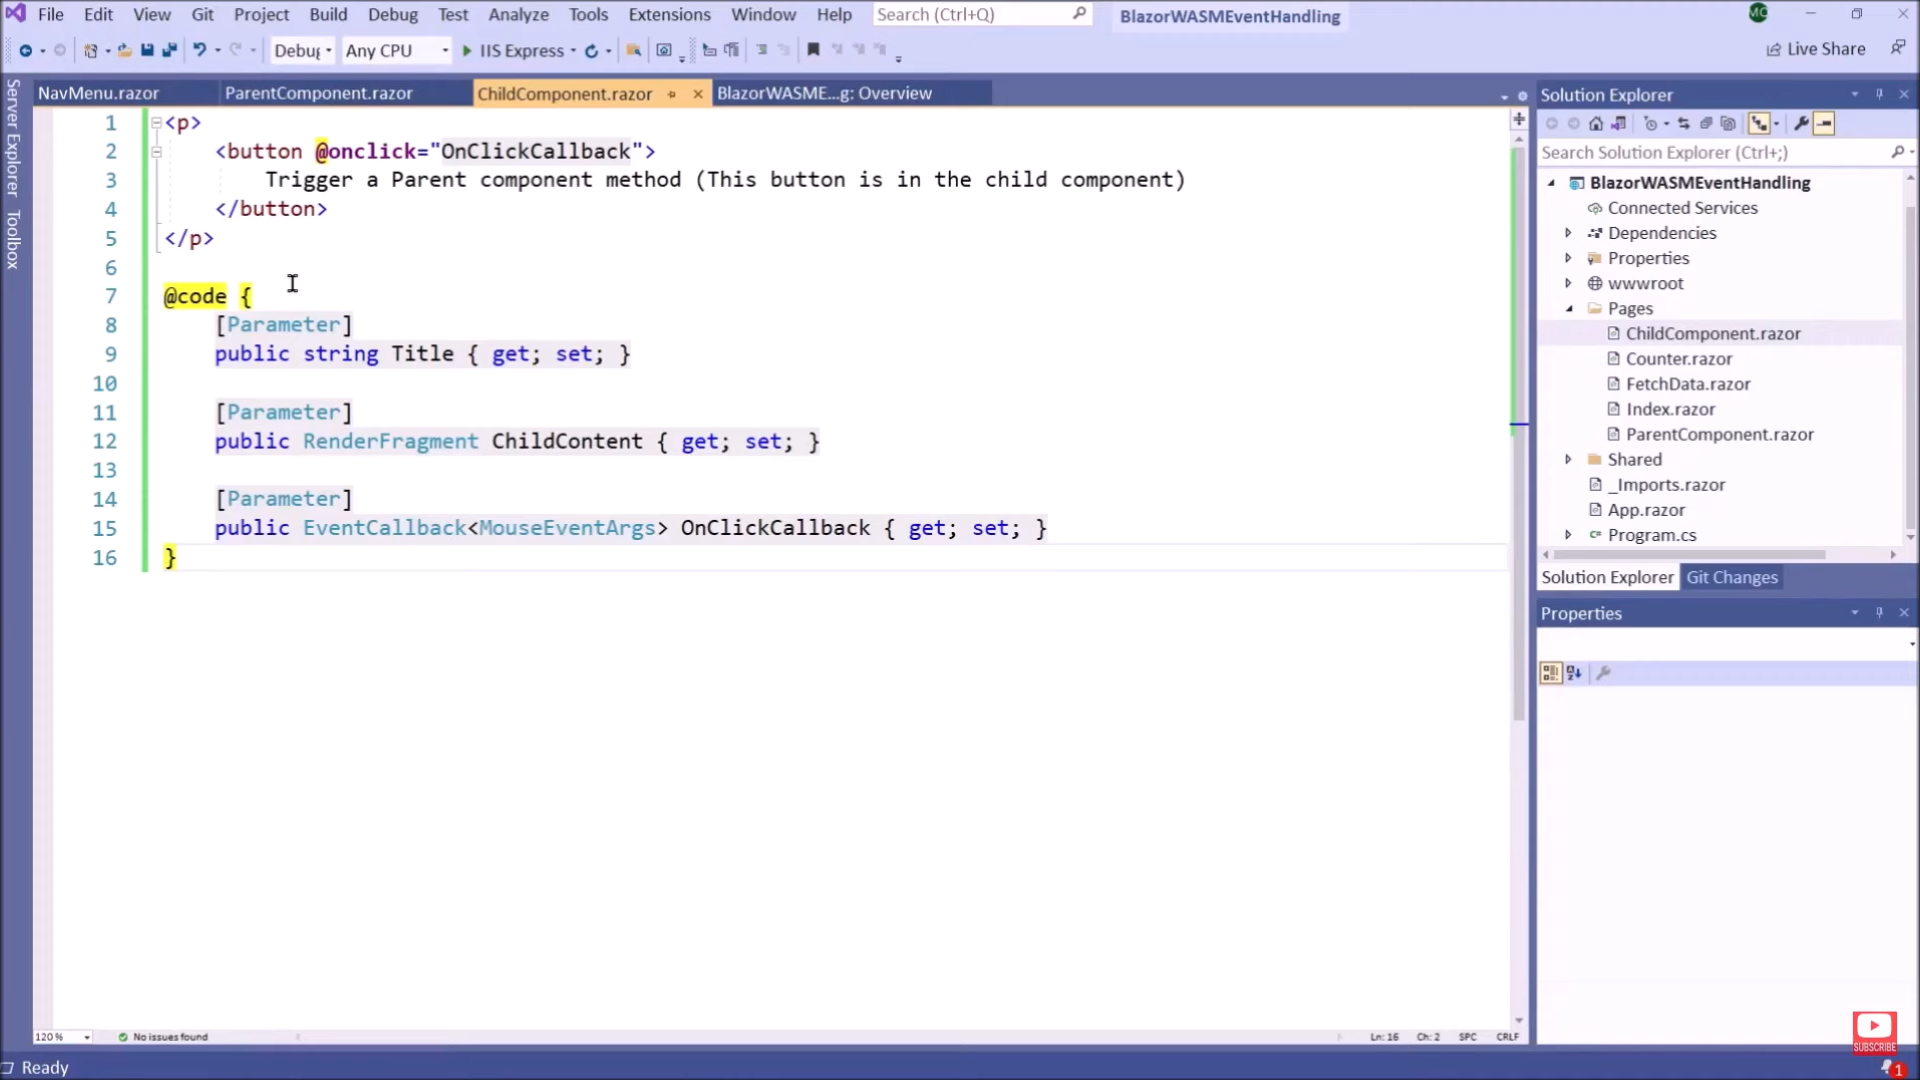 File Edit View Git Project Build Debug Test Analyze Tools Extensions Window Help Search (Ctrl+Q) BlazorWASMEventHandling MC
Debug Any CPU IIS Express Live Share
Server Explorer
Toolbox
NavMenu.razor ParentComponent.razor ChildComponent.razor BlazorWASME...g: Overview
1 <p>
2 <button @onclick="OnClickCallback">
3 Trigger a Parent component method (This button is in the child component)
4 </button>
5 </p>
6
7 @code {
8 [Parameter]
9 public string Title { get; set; }
10
11 [Parameter]
12 public RenderFragment ChildContent { get; set; }
13
14 [Parameter]
15 public EventCallback<MouseEventArgs> OnClickCallback { get; set; }
16 }
120 % No issues found Ln: 16 Ch: 2 SPC CRLF
Ready
Solution Explorer
Search Solution Explorer (Ctrl+;)
BlazorWASMEventHandling
Connected Services
Dependencies
Properties
wwwroot
Pages
ChildComponent.razor
Counter.razor
FetchData.razor
Index.razor
ParentComponent.razor
Shared
_Imports.razor
App.razor
Program.cs
Solution Explorer Git Changes
Properties
SUBSCRIBE
1